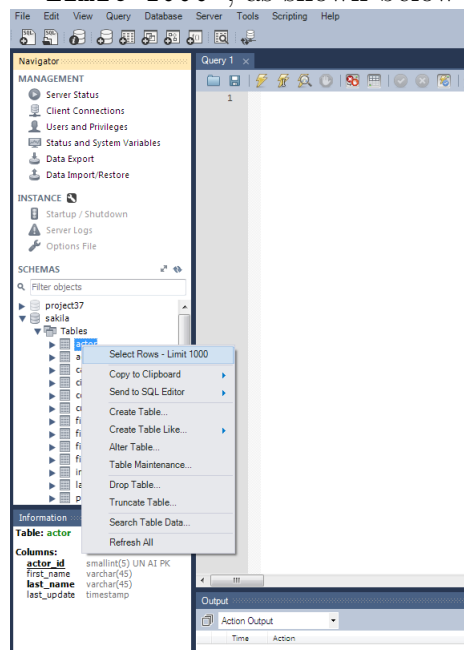 File Edit View Query Database Server Tools Scripting Help
Navigator
Query 1
MANAGEMENT
1
Server Status
Client Connections
Users and Privileges
Status and System Variables
Data Export
Data Import/Restore
INSTANCE
Startup / Shutdown
Server Logs
Options File
SCHEMAS
Filter objects
project37
sakila
Tables
actor
Select Rows - Limit 1000
Copy to Clipboard
Send to SQL Editor
Create Table...
Create Table Like...
Alter Table...
Table Maintenance...
Drop Table...
Truncate Table...
Search Table Data...
Refresh All
Information
Table: actor
Columns:
actor_id smallint(5) UN AI PK
first_name varchar(45)
last_name varchar(45)
last_update timestamp
Output
Action Output
Time Action